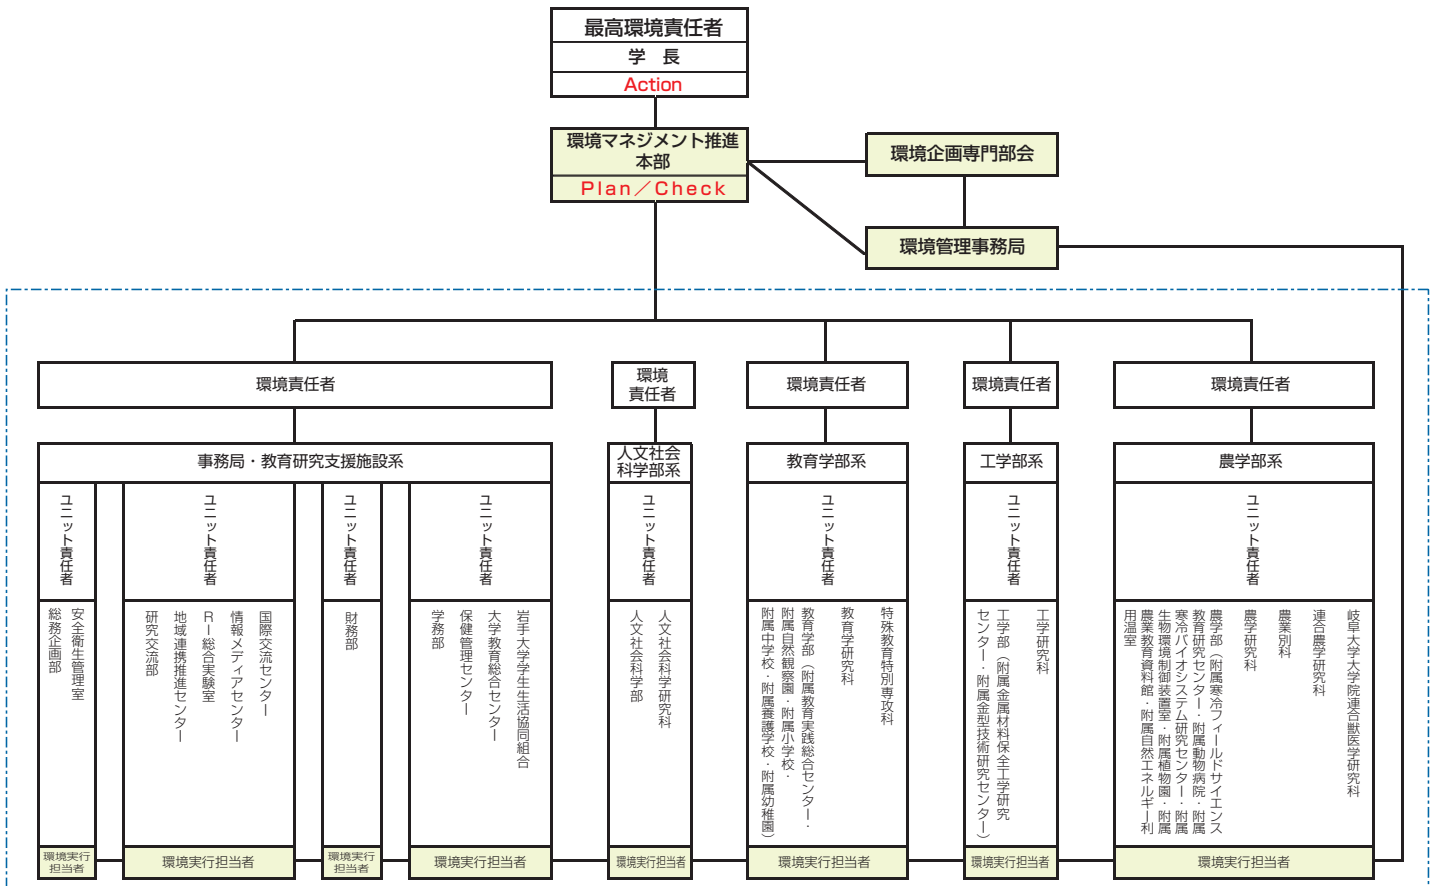 最高環境責任者
学　長
Action
環境マネジメント推進
本部
Plan／Check
環境企画専門部会
環境管理事務局
環境責任者
環境
責任者
環境責任者
環境責任者
環境責任者
事務局・教育研究支援施設系
人文社会
科学部系
教育学部系
工学部系
農学部系
ユニット責任者
ユニット責任者
ユニット責任者
ユニット責任者
ユニット責任者
ユニット責任者
ユニット責任者
ユニット責任者
安全衛生管理室
総務企画部
国際交流センター
情報メディアセンター
RI総合実験室
地域連携推進センター
研究交流部
財務部
岩手大学学生生活協同組合
大学教育総合センター
保健管理センター
学務部
人文社会科学研究科
人文社会科学部
特殊教育特別専攻科
教育学研究科
教育学部（附属教育実践総合センター・
附属自然観察園・附属小学校・
附属中学校・附属養護学校・附属幼稚園）
工学研究科
工学部（附属金属材料保全工学研究
センター・附属金型技術研究センター）
岐阜大学大学院連合獣医学研究科
連合農学研究科
農業別科
農学研究科
農学部（附属寒冷フィールドサイエンス
教育研究センター・附属動物病院・附属
寒冷バイオシステム研究センター・附属
生物環境制御装置室・附属植物園・附属
農業教育資料館・附属自然エネルギー利
用温室
環境実行
担当者
環境実行担当者
環境実行
担当者
環境実行担当者
環境実行担当者
環境実行担当者
環境実行担当者
環境実行担当者